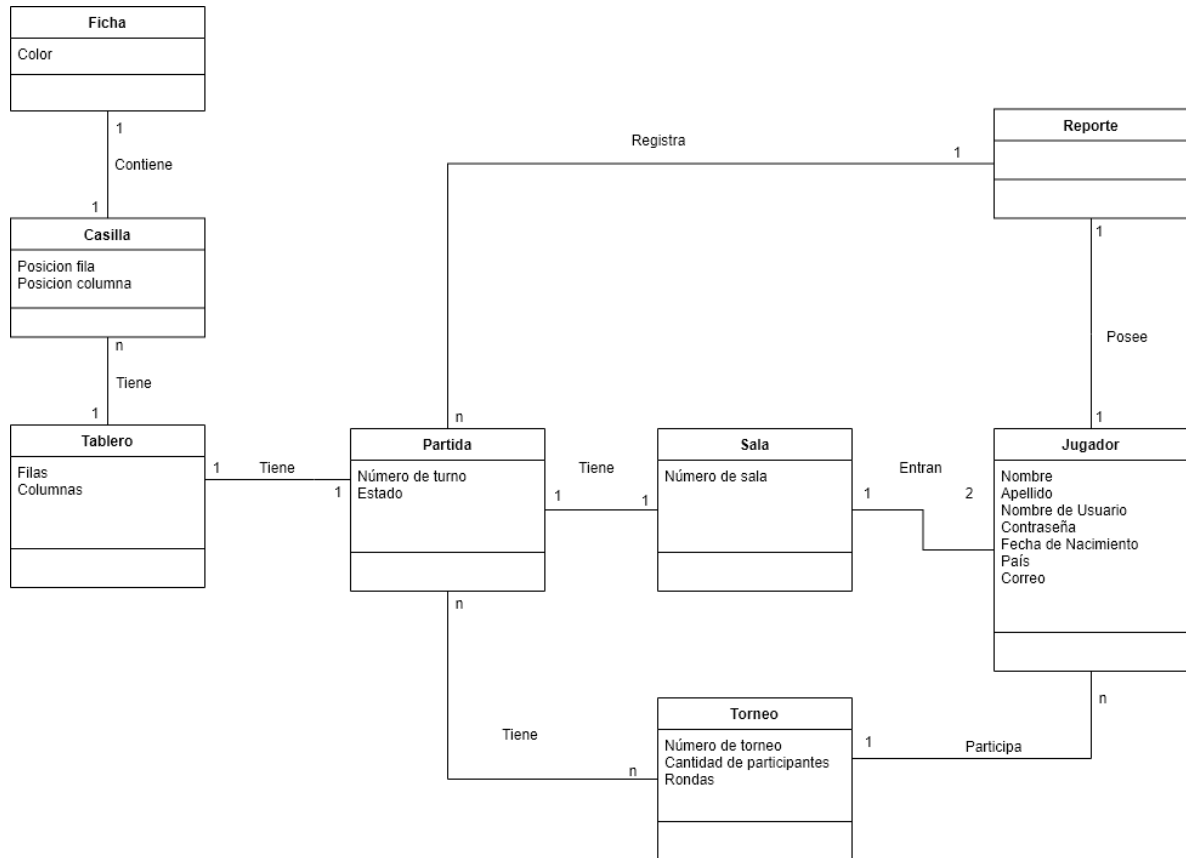 Ficha
Color
1
Contiene
1
Casilla
Posicion fila
Posicion columna
n
Tiene
1
Tablero
Filas
Columnas
1
Tiene
1
Partida
Número de turno
Estado
n
Registra
1
Reporte
1
Posee
1
Jugador
Nombre
Apellido
Nombre de Usuario
Contraseña
Fecha de Nacimiento
País
Correo
1
Tiene
1
Sala
Número de sala
1
Entran
2
n
Tiene
n
Torneo
Número de torneo
Cantidad de participantes
Rondas
1
Participa
n